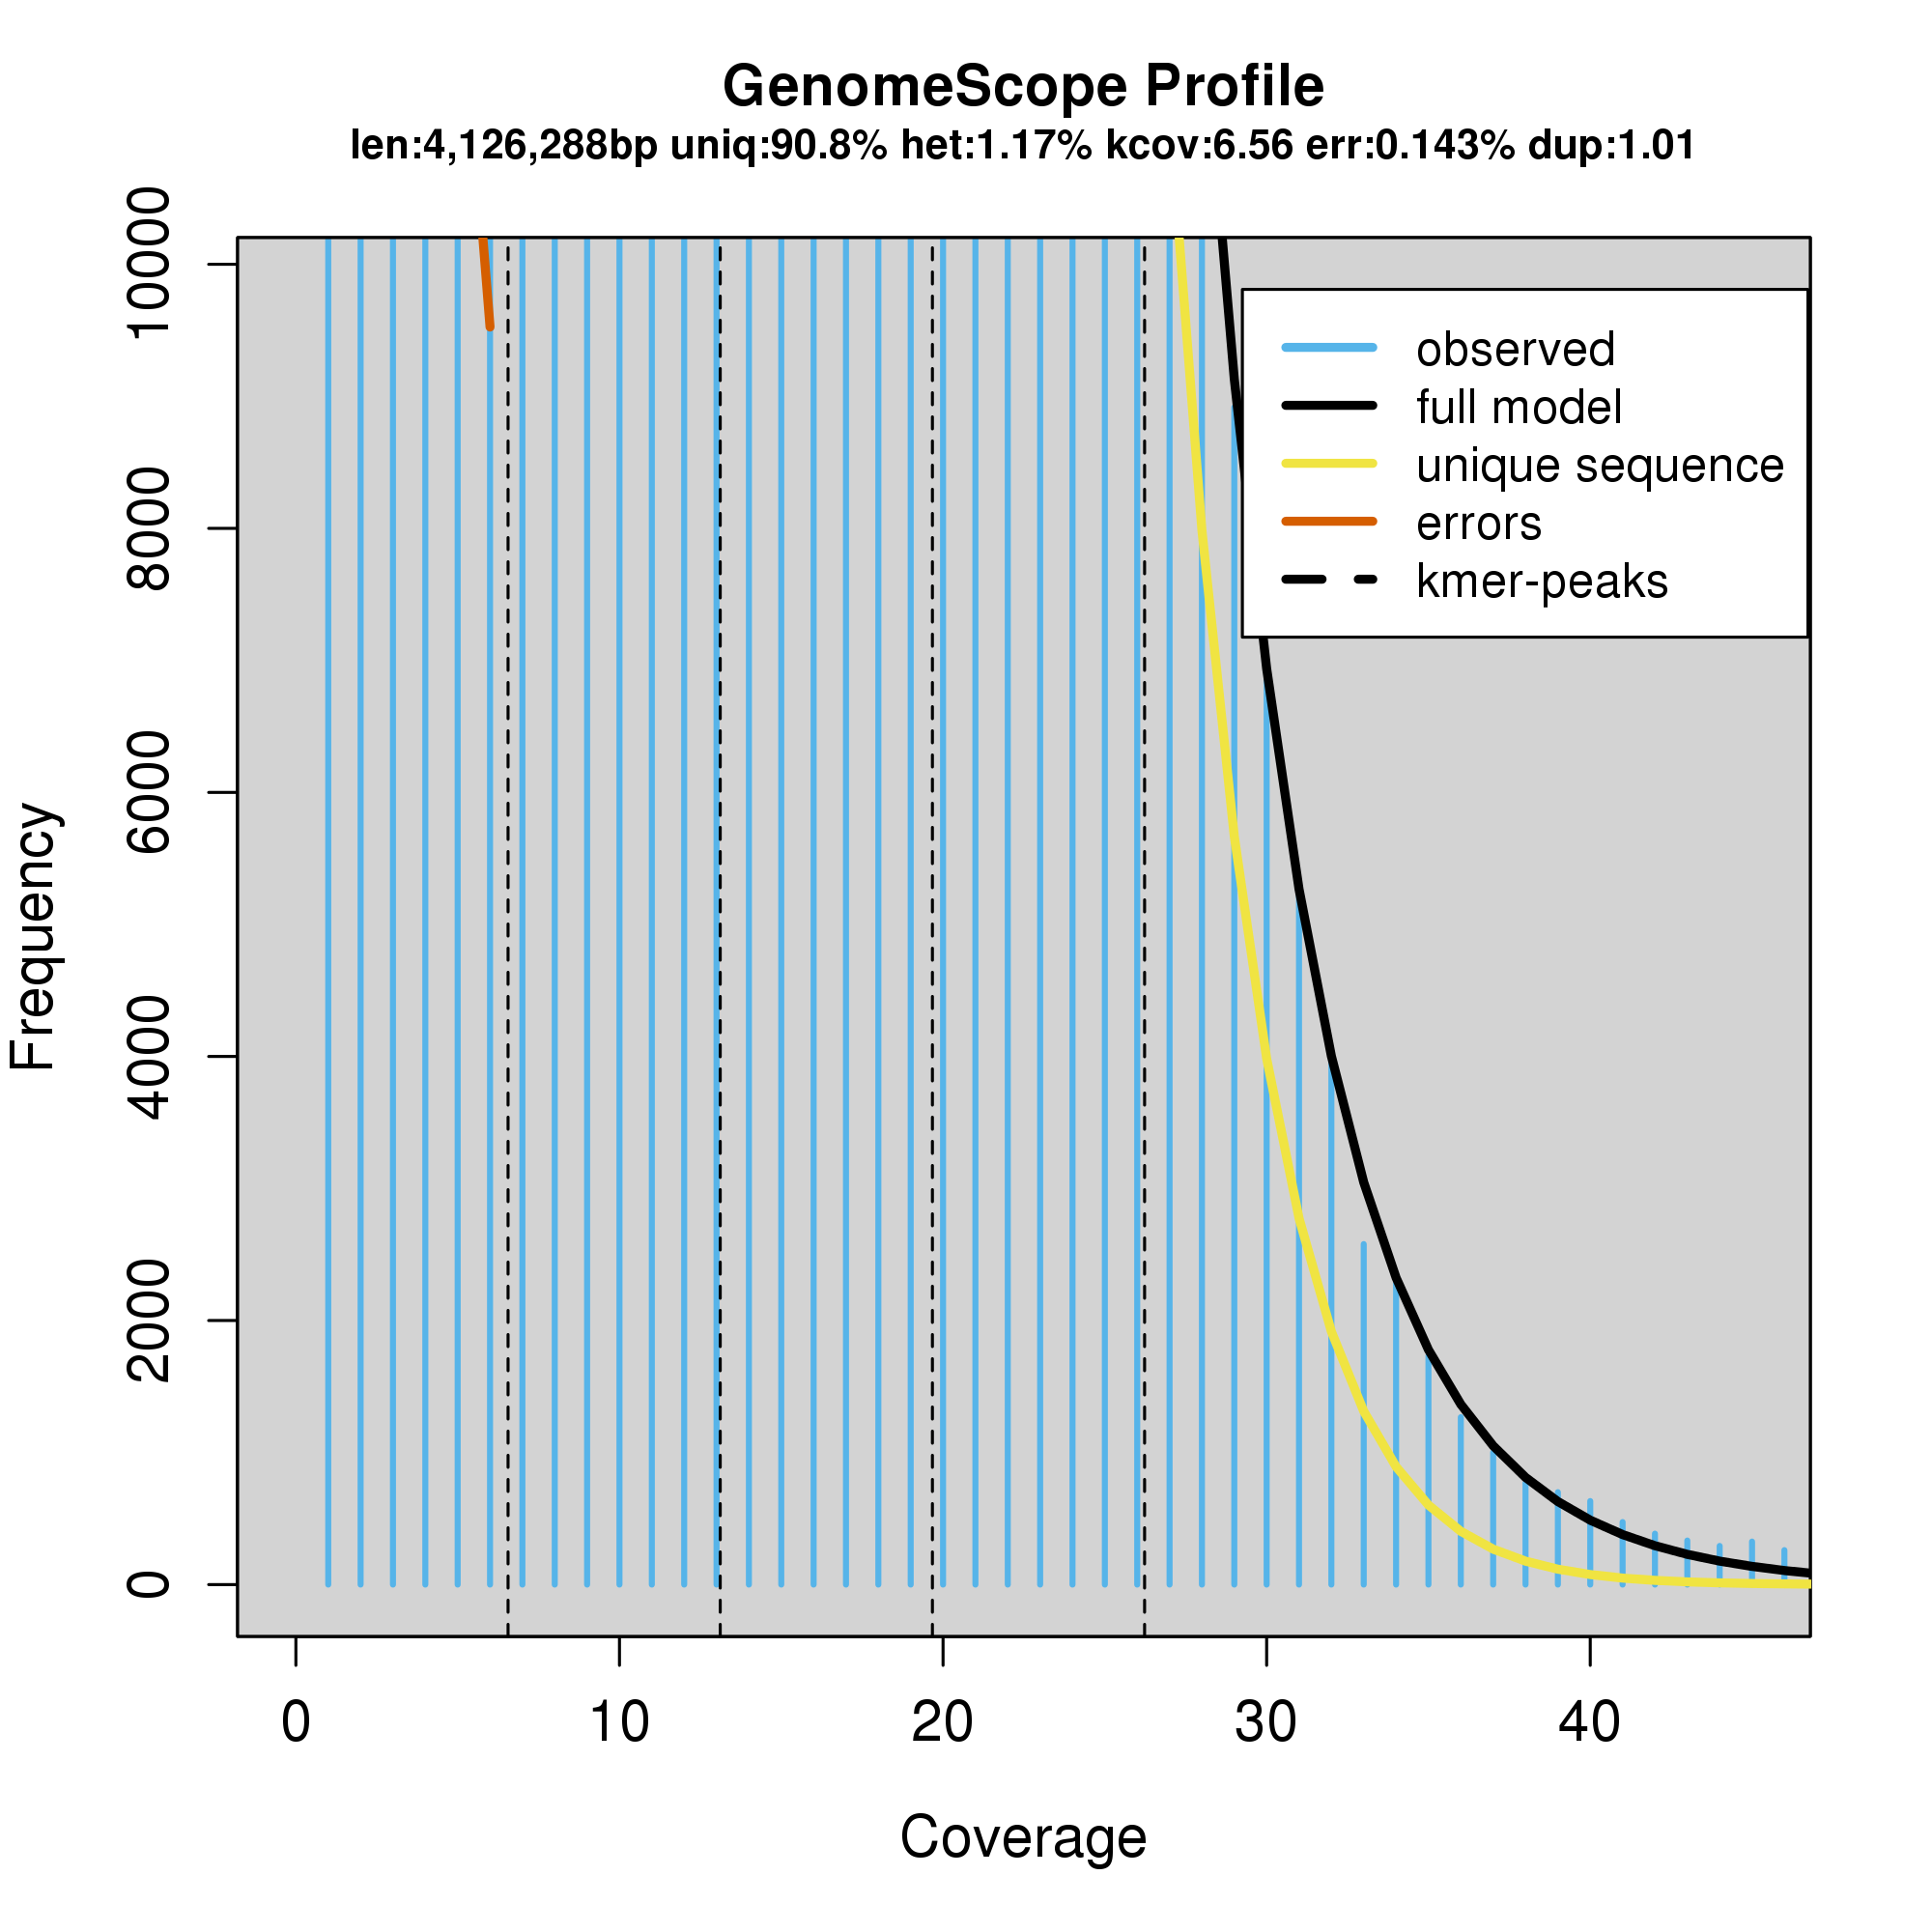 GenomeScope Profile
len:4,126,288bp uniq:90.8% het:1.17% kcov:6.56 err:0.143% dup:1.01
Frequency
10000
8000
6000
4000
2000
0
observed
full model
unique sequence
errors
kmer-peaks
0 10 20 30 40
Coverage